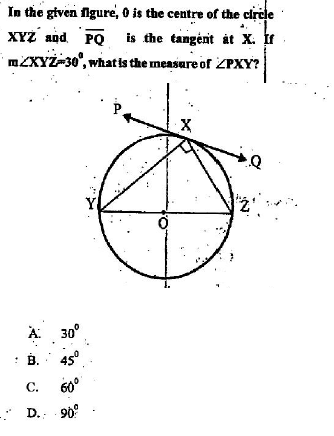 In the given figure, 0 is the centre of the circle
XYZ and PQ is the tangent at X. If
m∠XYZ=30°, what is the measure of ∠PXY?
P
X
Q
Y
Z
O
A. 30°
B. 45°
C. 60°
D. 90°